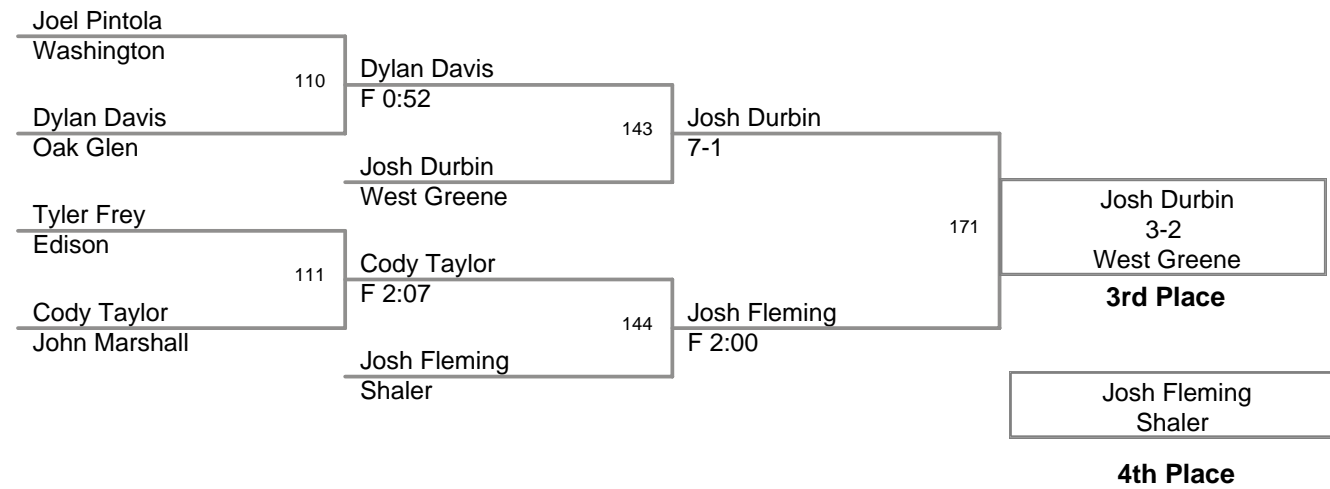 Joel Pintola
Washington
110
Dylan Davis
F 0:52
Dylan Davis
Oak Glen
143
Josh Durbin
7-1
Josh Durbin
West Greene
Tyler Frey
Edison
171
Josh Durbin
3-2
West Greene
3rd Place
111
Cody Taylor
F 2:07
Cody Taylor
John Marshall
144
Josh Fleming
F 2:00
Josh Fleming
Shaler
Josh Fleming
Shaler
4th Place